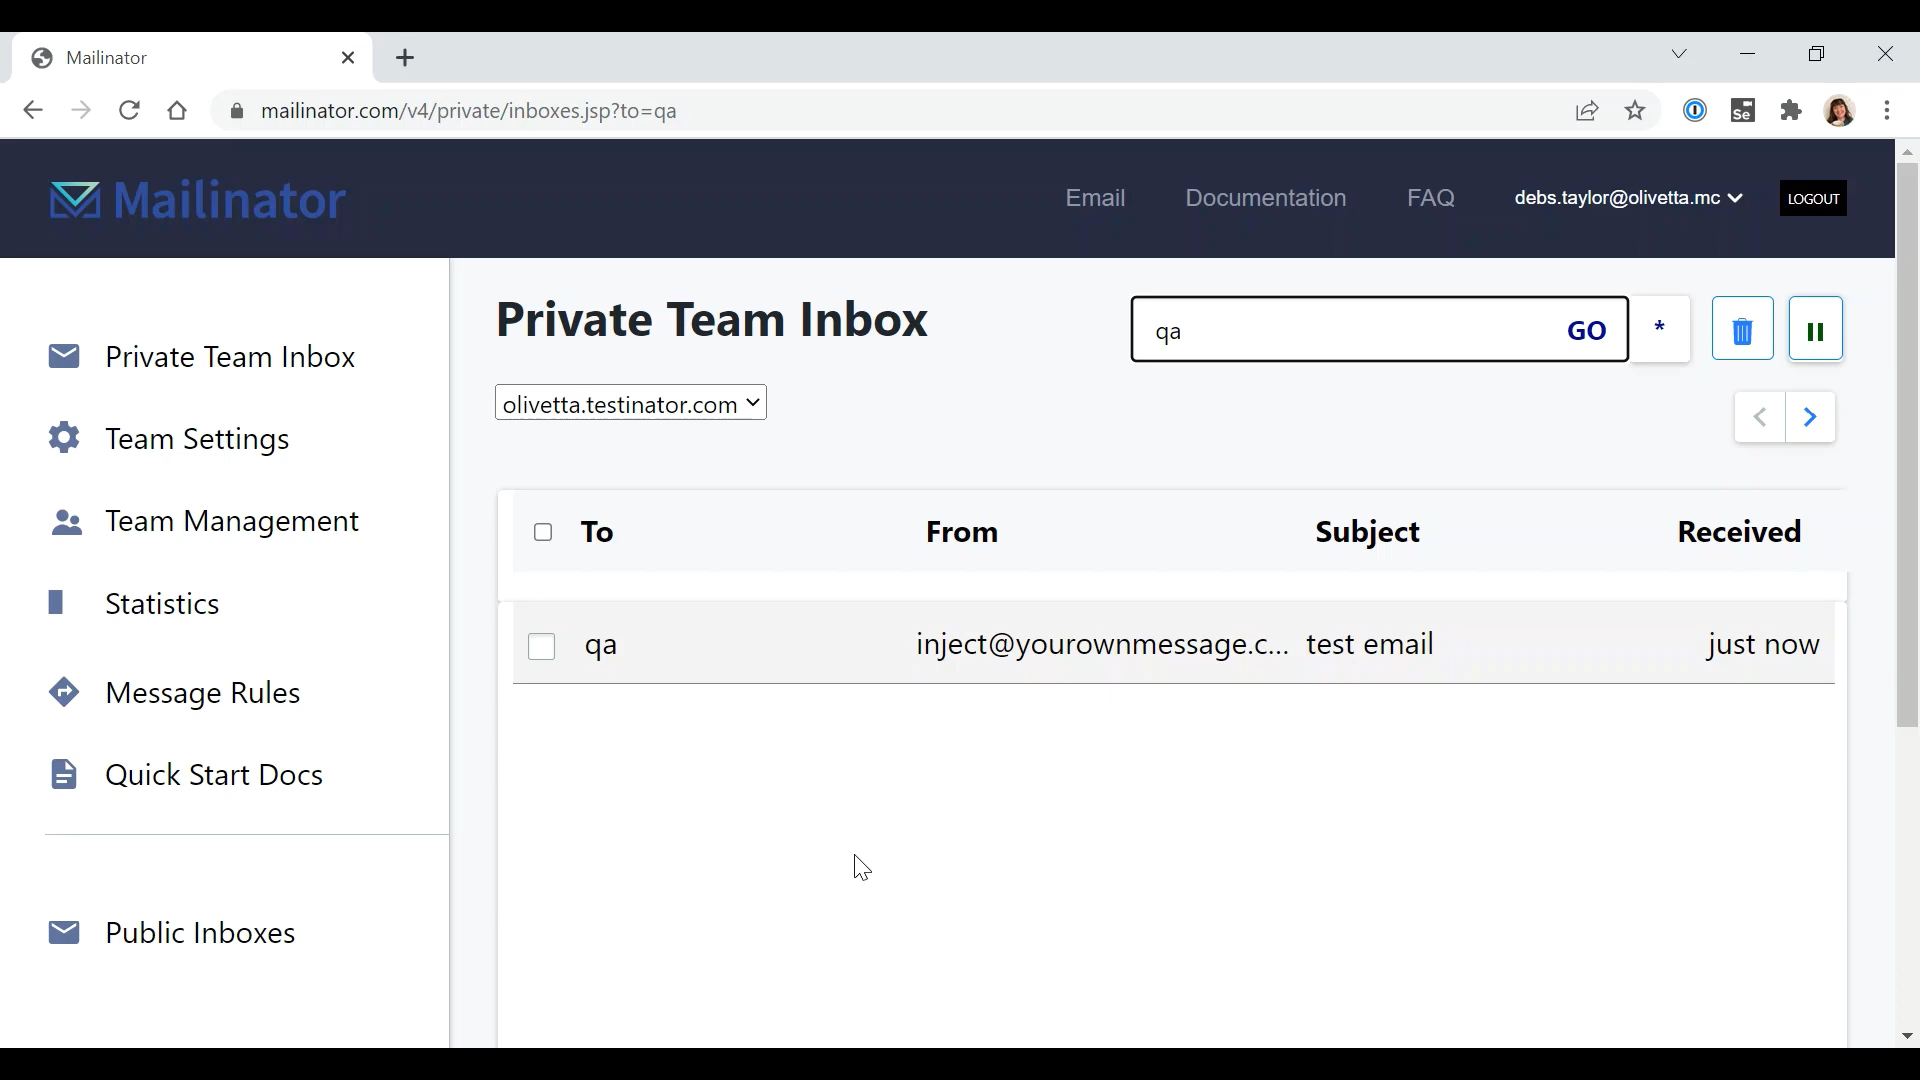 Mailinator
mailinator.com/v4/private/inboxes.jsp?to=qa
Se
Mailinator
Email
Documentation
FAQ
debs.taylor@olivetta.mc
LOGOUT
Private Team Inbox
Team Settings
Team Management
Statistics
Message Rules
Quick Start Docs
Public Inboxes
Private Team Inbox
qa
GO
*
olivetta.testinator.com
To From Subject Received
qa inject@yourownmessage.c... test email just now